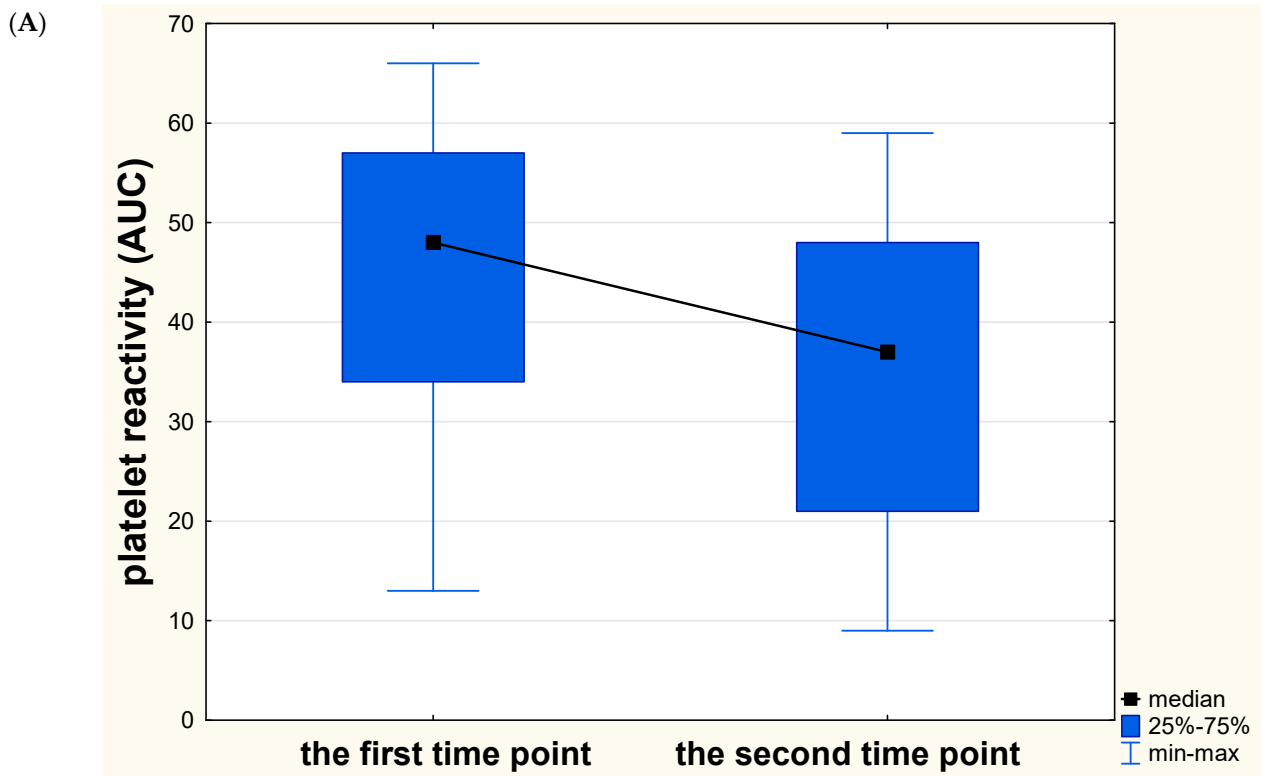 (A)
platelet reactivity (AUC)
70
60
50
40
30
20
10
0
the first time point
the second time point
median
25%-75%
min-max